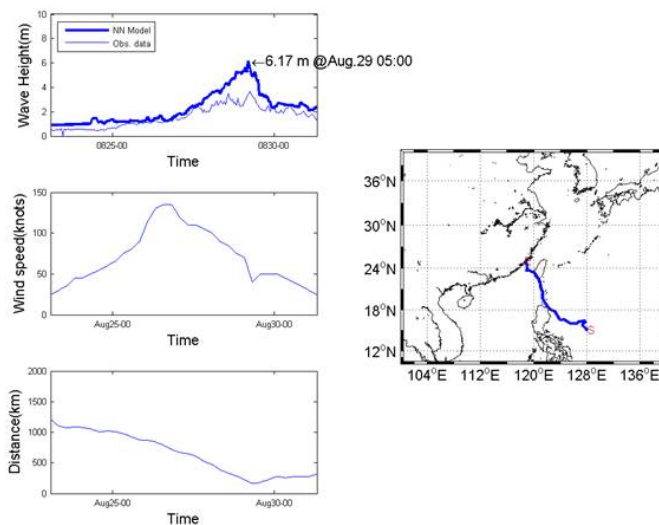 10
8
6
4
2
0
Wave Height(m)
NN Model
Obs. data
←6.17 m @Aug.29 05:00
0825-00
0830-00
Time
150
100
50
0
Wind speed(knots)
Aug25-00
Aug30-00
Time
2000
1500
1000
500
0
Distance(km)
Aug25-00
Aug30-00
Time
36°N
30°N
24°N
18°N
12°N
S
104°E
112°E
120°E
128°E
136°E